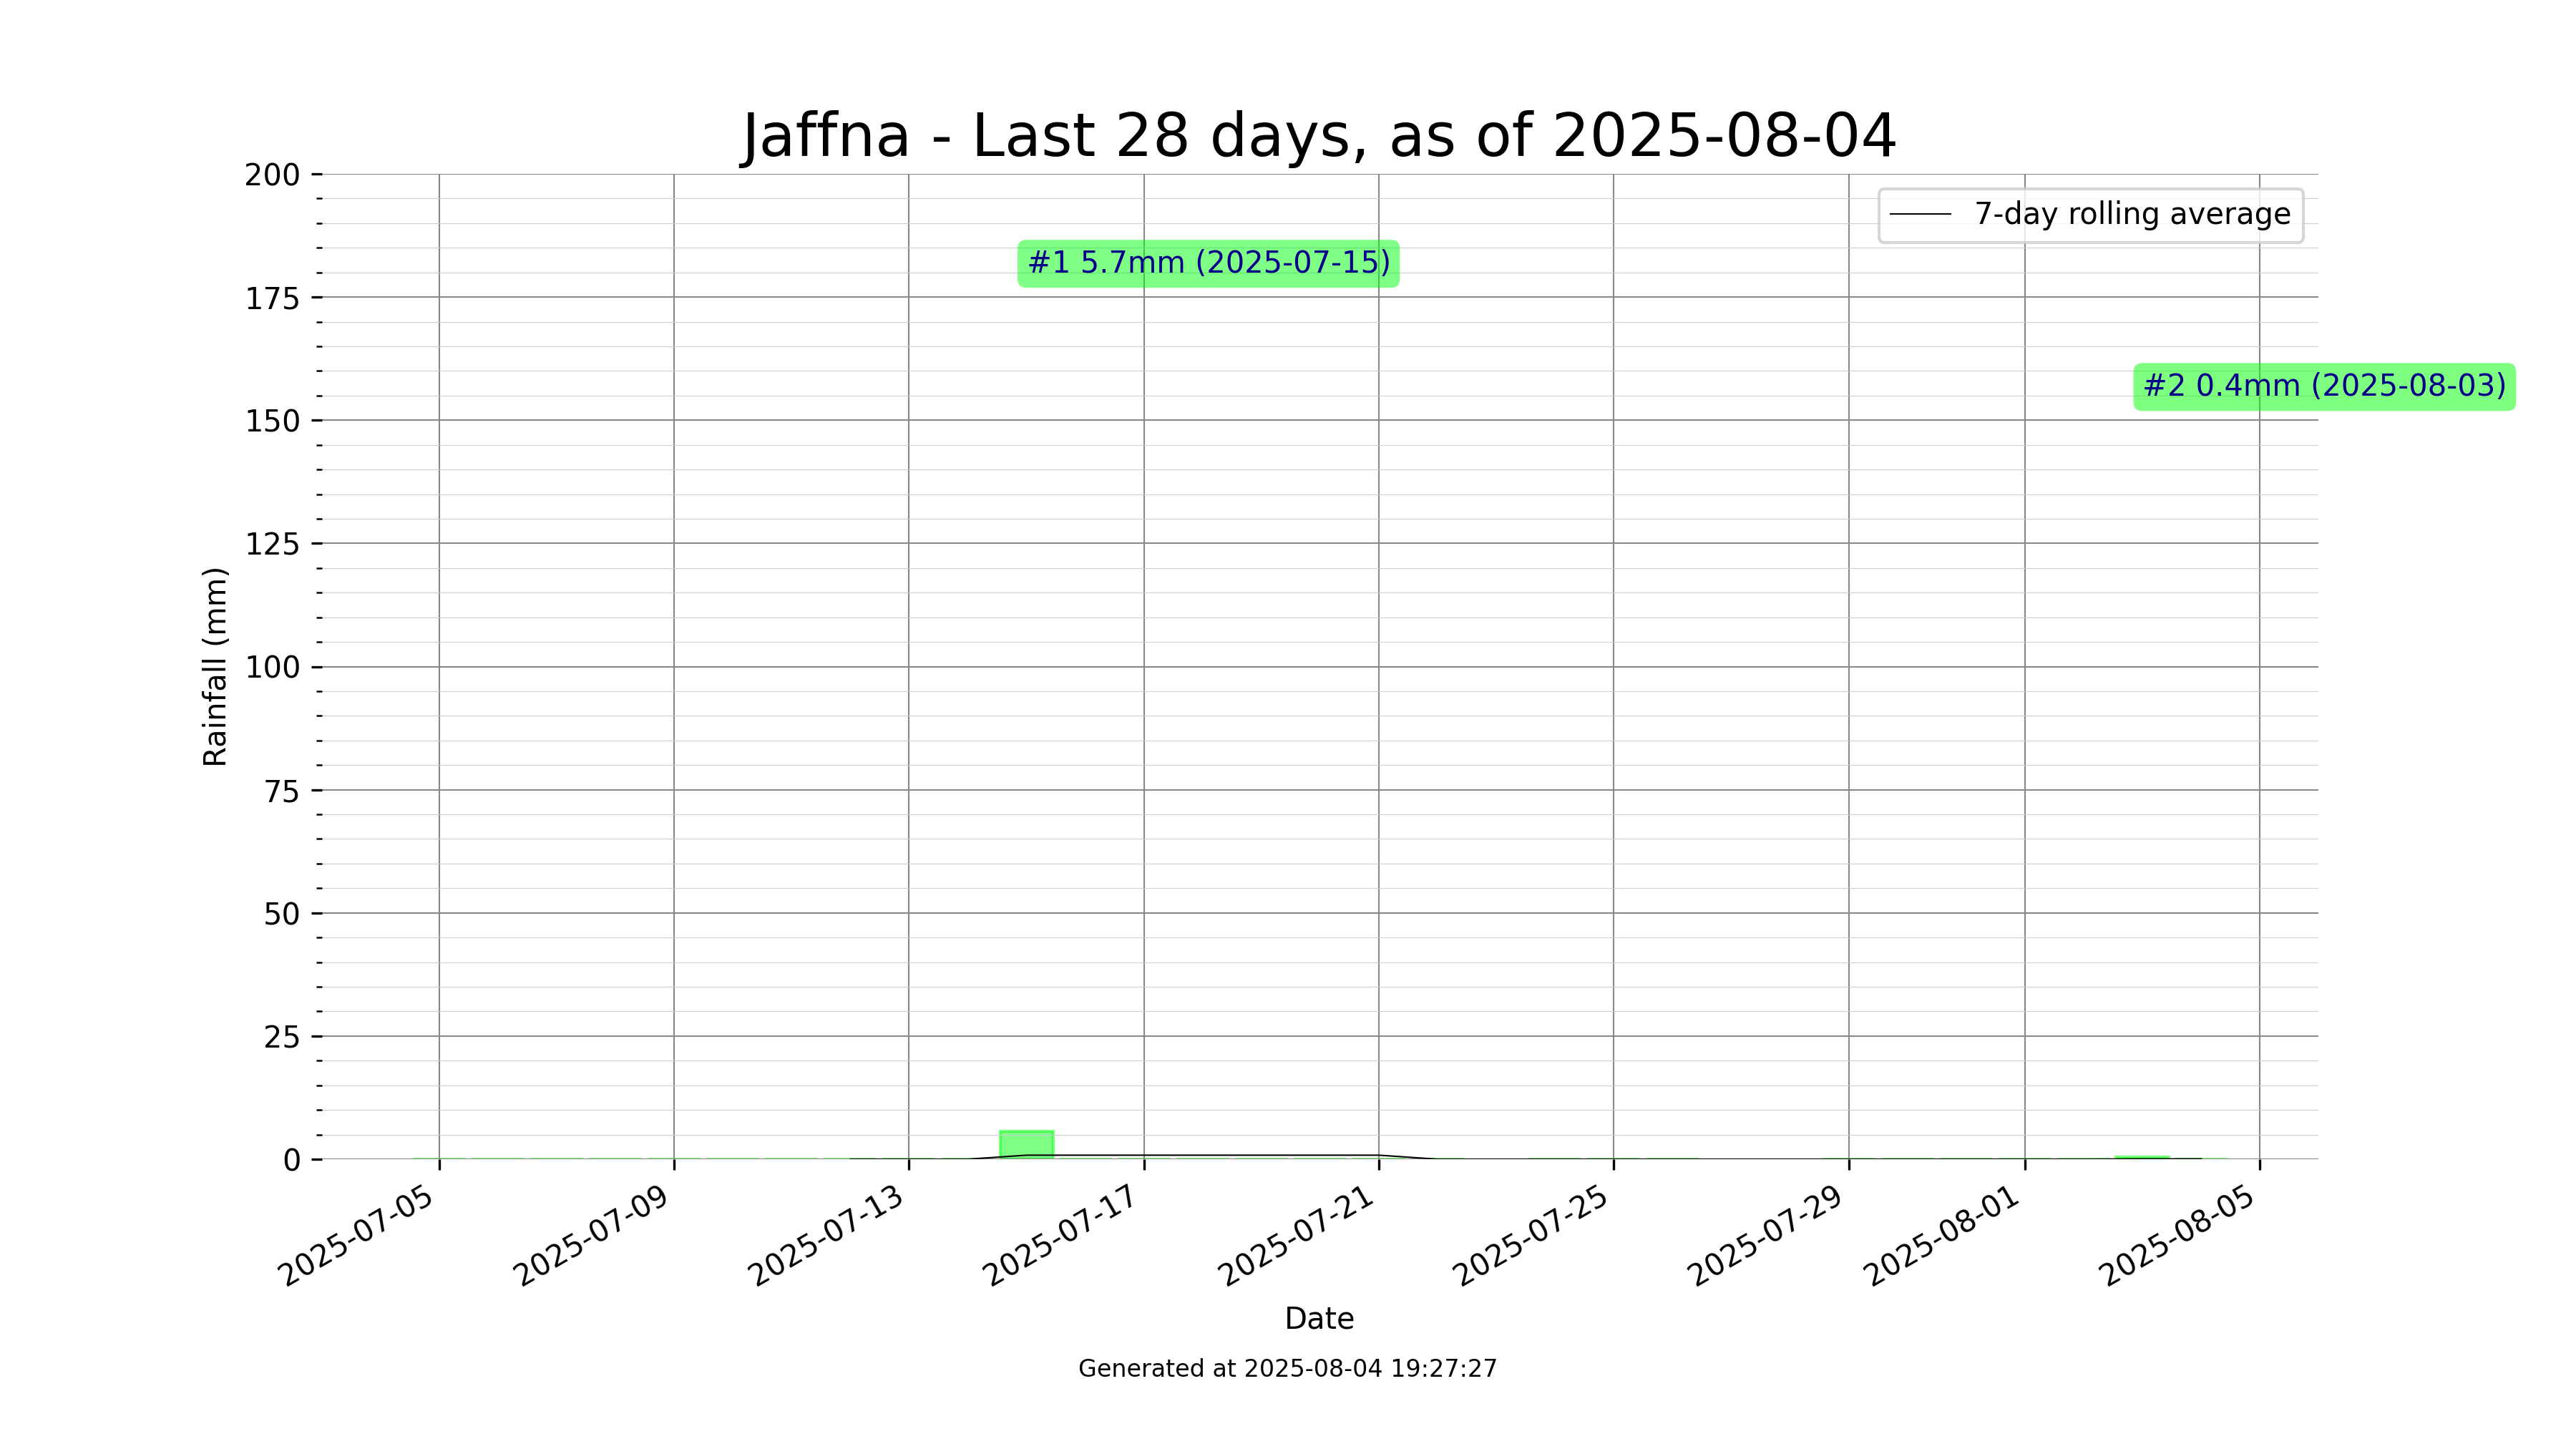 Jaffna - Last 28 days, as of 2025-08-04
200
175
150
125
100
75
50
25
0
Rainfall (mm)
7-day rolling average
#1 5.7mm (2025-07-15)
#2 0.4mm (2025-08-03)
2025-07-05
2025-07-09
2025-07-13
2025-07-17
2025-07-21
2025-07-25
2025-07-29
2025-08-01
2025-08-05
Date
Generated at 2025-08-04 19:27:27